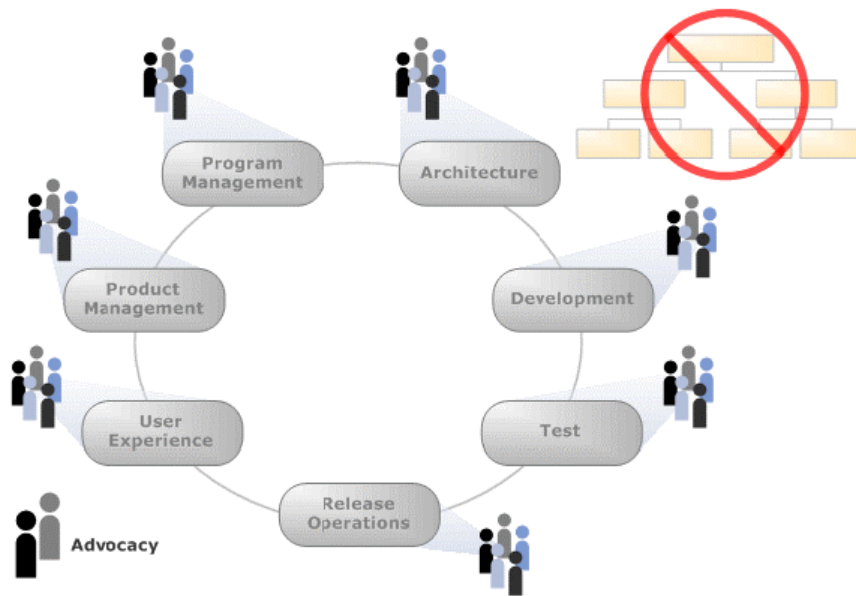 Program
Management
Architecture
Product
Management
Development
User
Experience
Test
Release
Operations
Advocacy